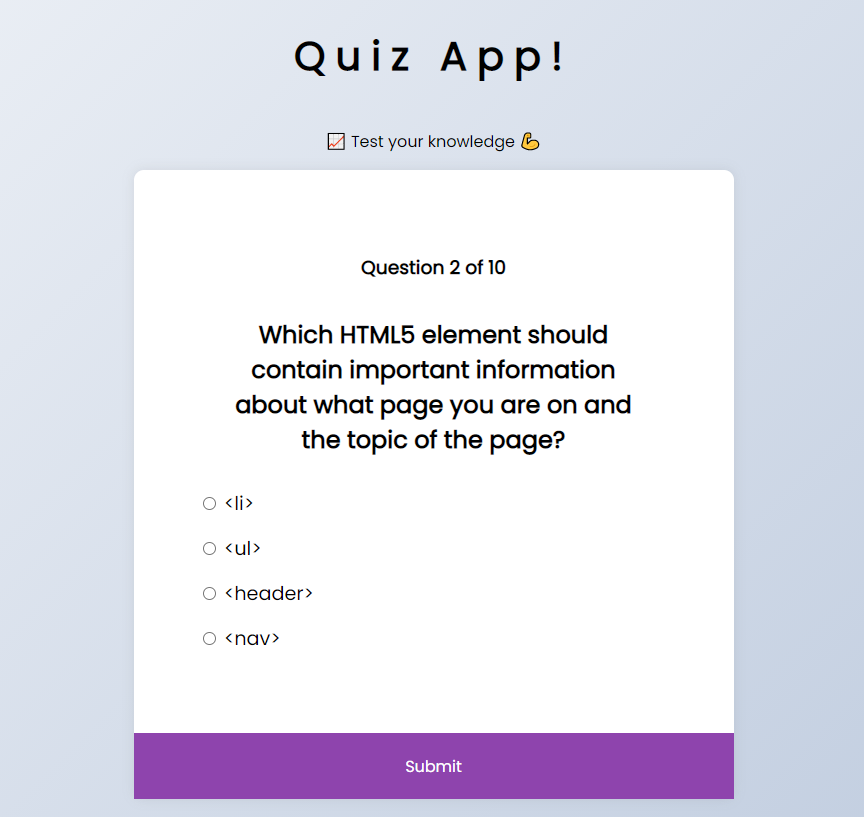 Quiz App!
📈 Test your knowledge 💪
Question 2 of 10
Which HTML5 element should
contain important information
about what page you are on and
the topic of the page?
<li>
<ul>
<header>
<nav>
Submit